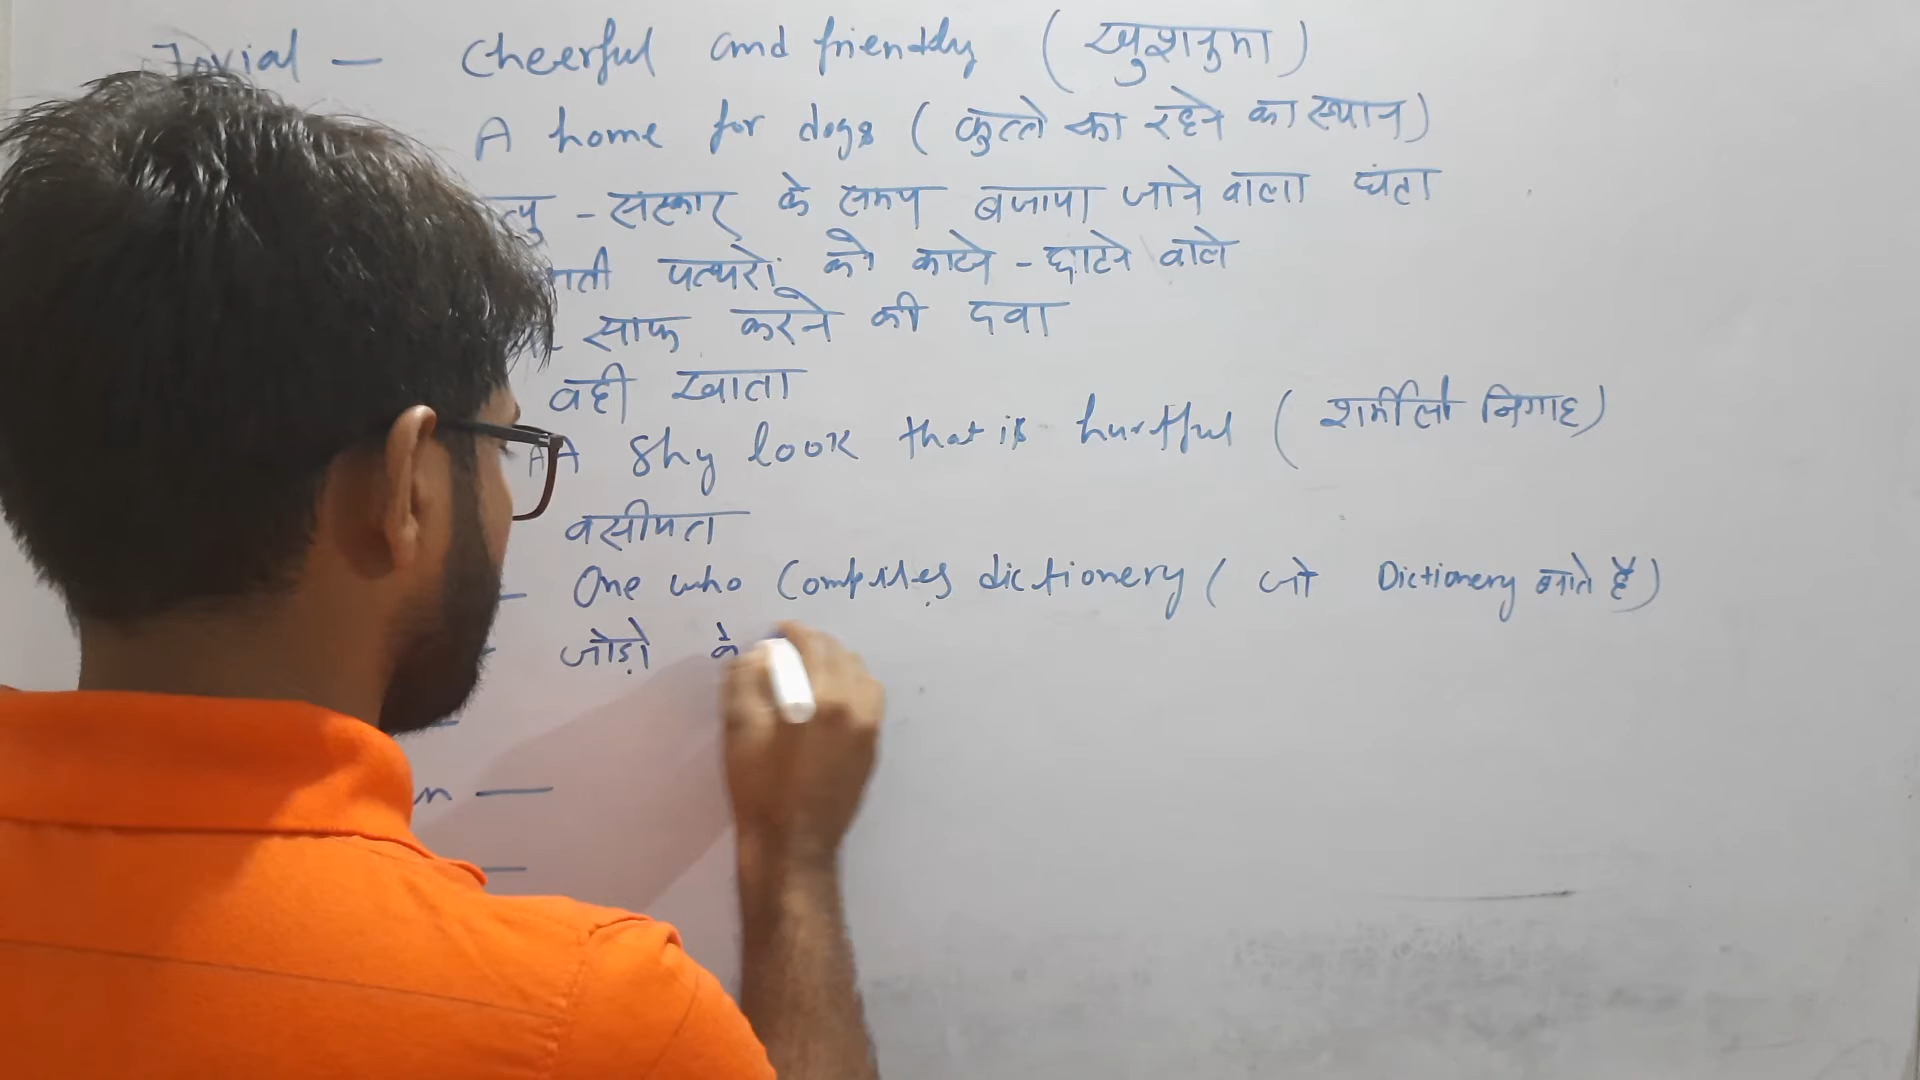 Jovial — Cheerful and friendly (खुशनुमा)
A home for dogs (कुत्ते का रहने का स्थान)
- संस्कार के समय बजाया जाने वाला घंटा
पत्थरों को काटने - छाटने वाले
साफ करने की दवा
वही खाता
A shy look that is hurtful (शर्मीली निगाह)
वसीयत
— One who compiles dictionery (जो Dictionery बनाते है)
जोड़ो के
—
n —
—